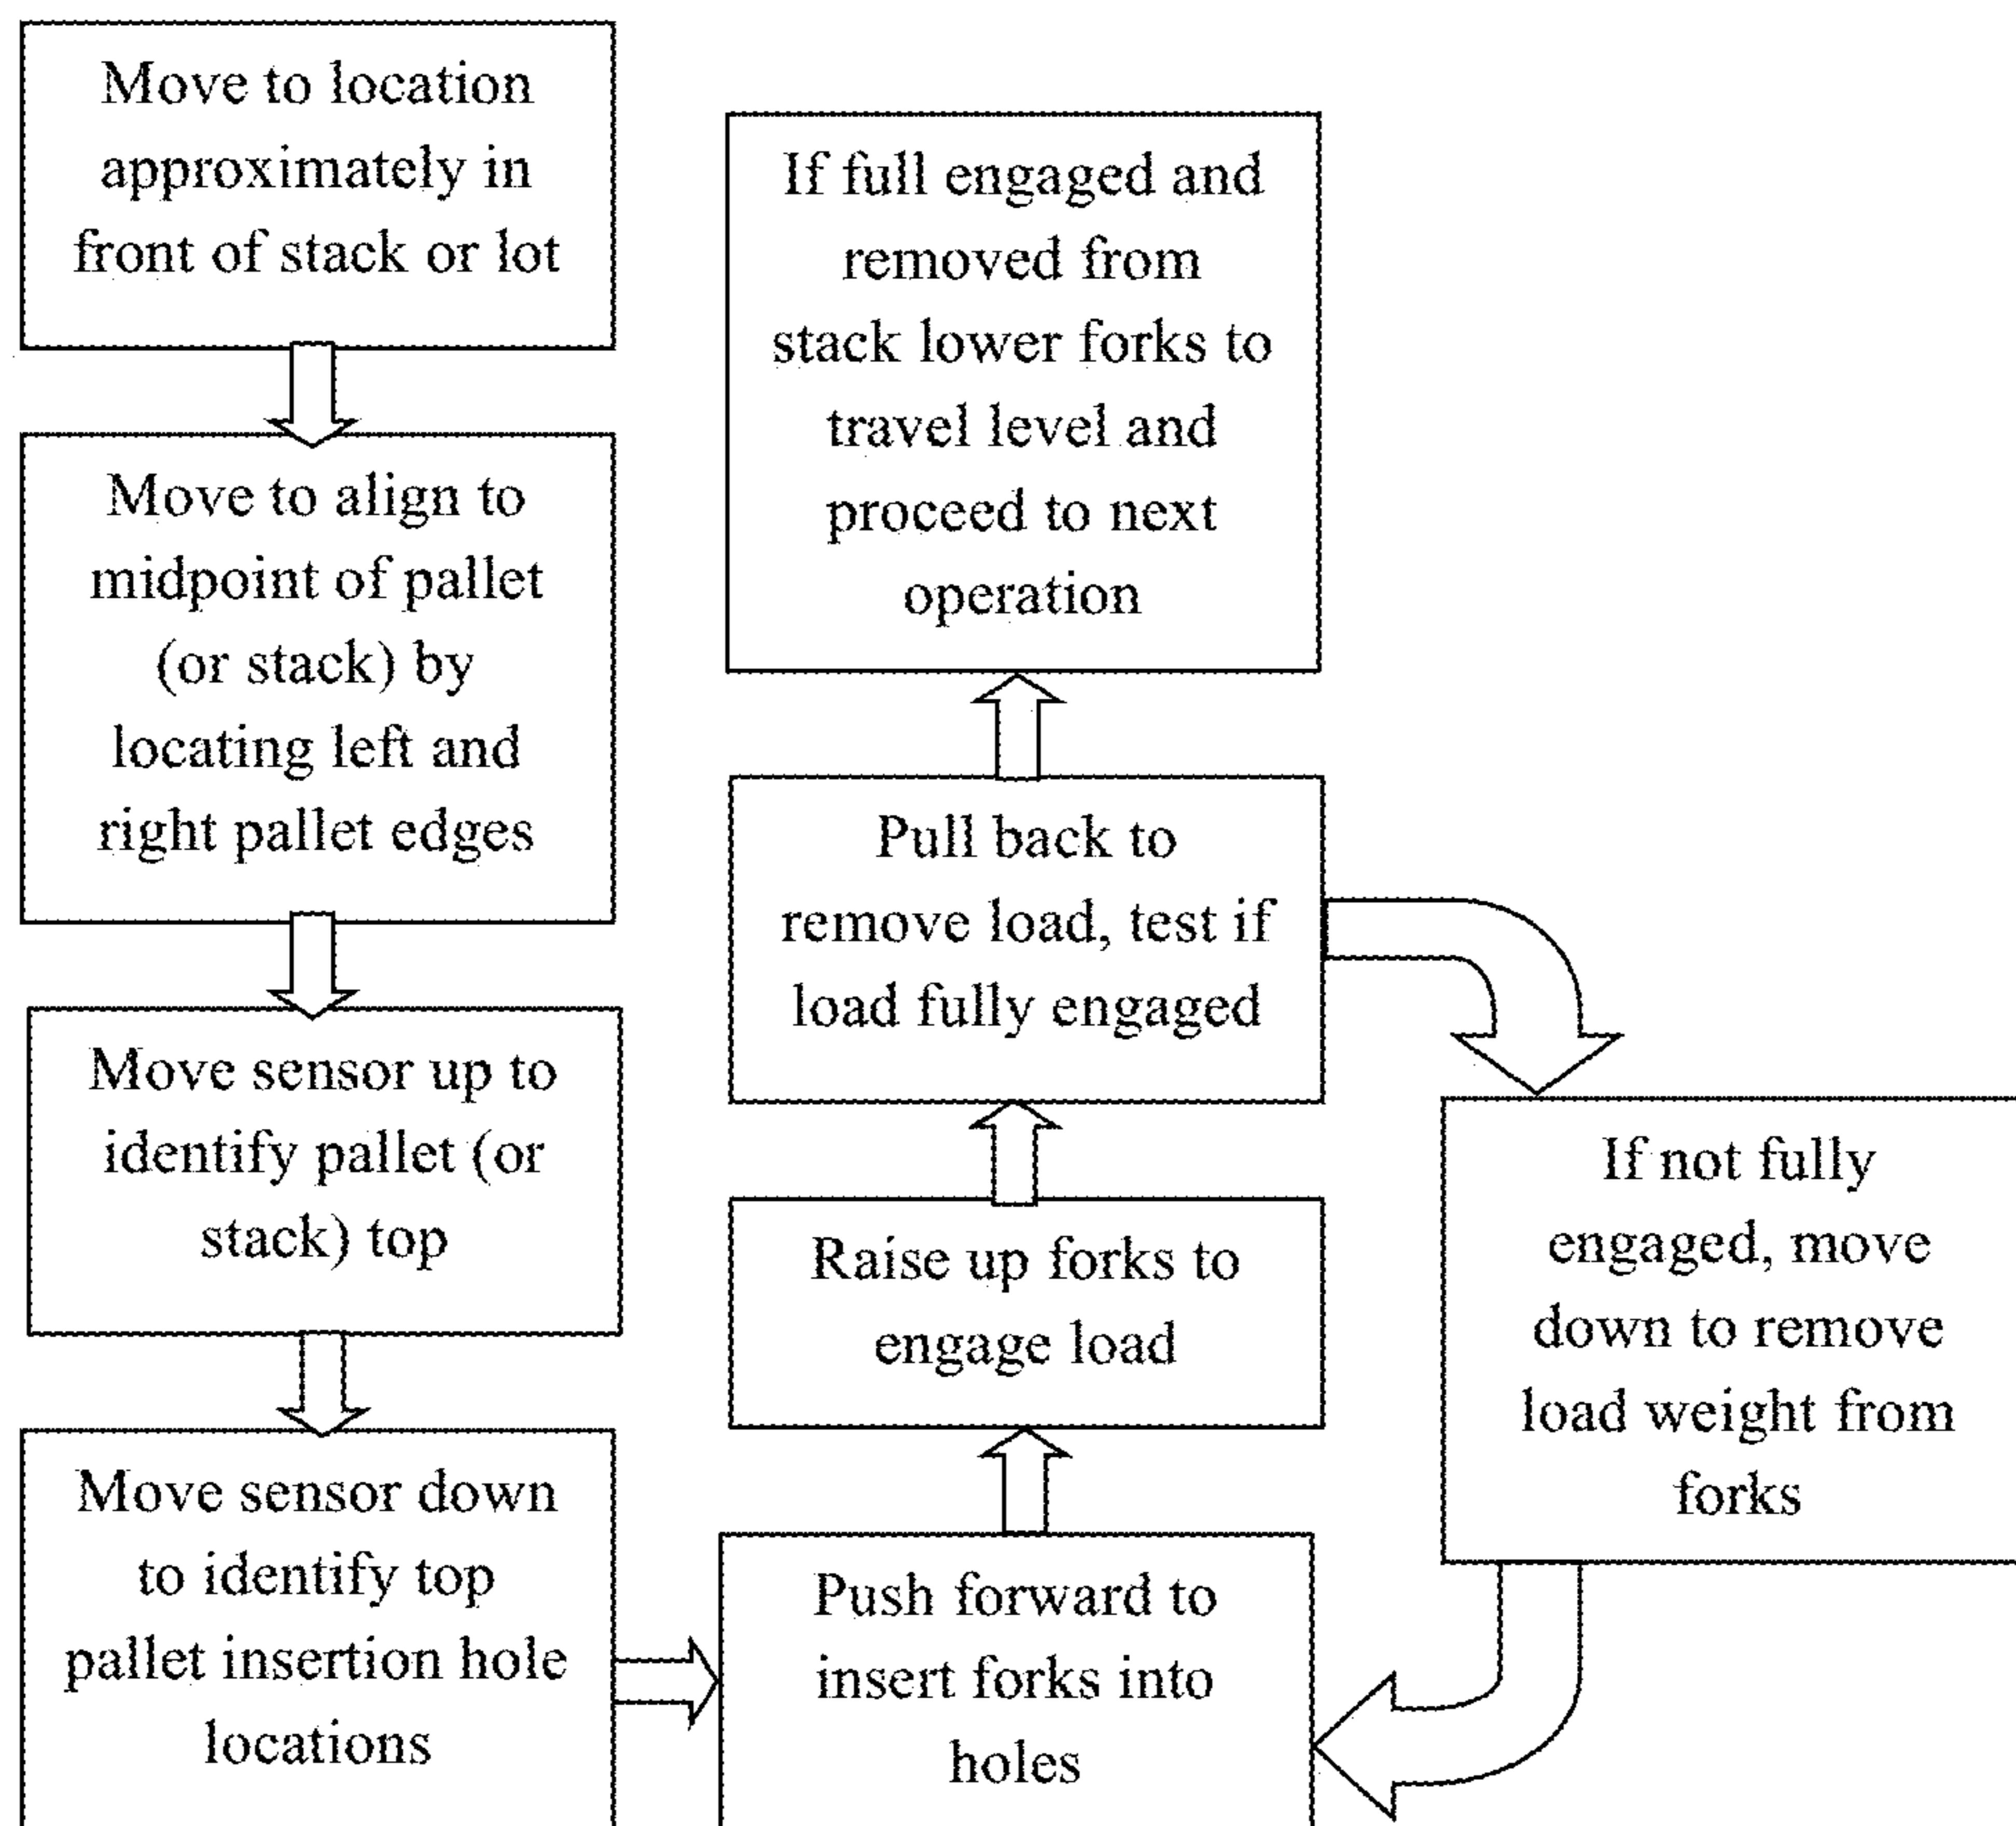 Move to location
approximately in
front of stack or lot
Move to align to
midpoint of pallet
(or stack) by
locating left and
right pallet edges
Move sensor up to
identify pallet (or
stack) top
Move sensor down
to identify top
pallet insertion hole
locations
Push forward to
insert forks into
holes
Raise up forks to
engage load
Pull back to
remove load, test if
load fully engaged
If full engaged and
removed from
stack lower forks to
travel level and
proceed to next
operation
If not fully
engaged, move
down to remove
load weight from
forks